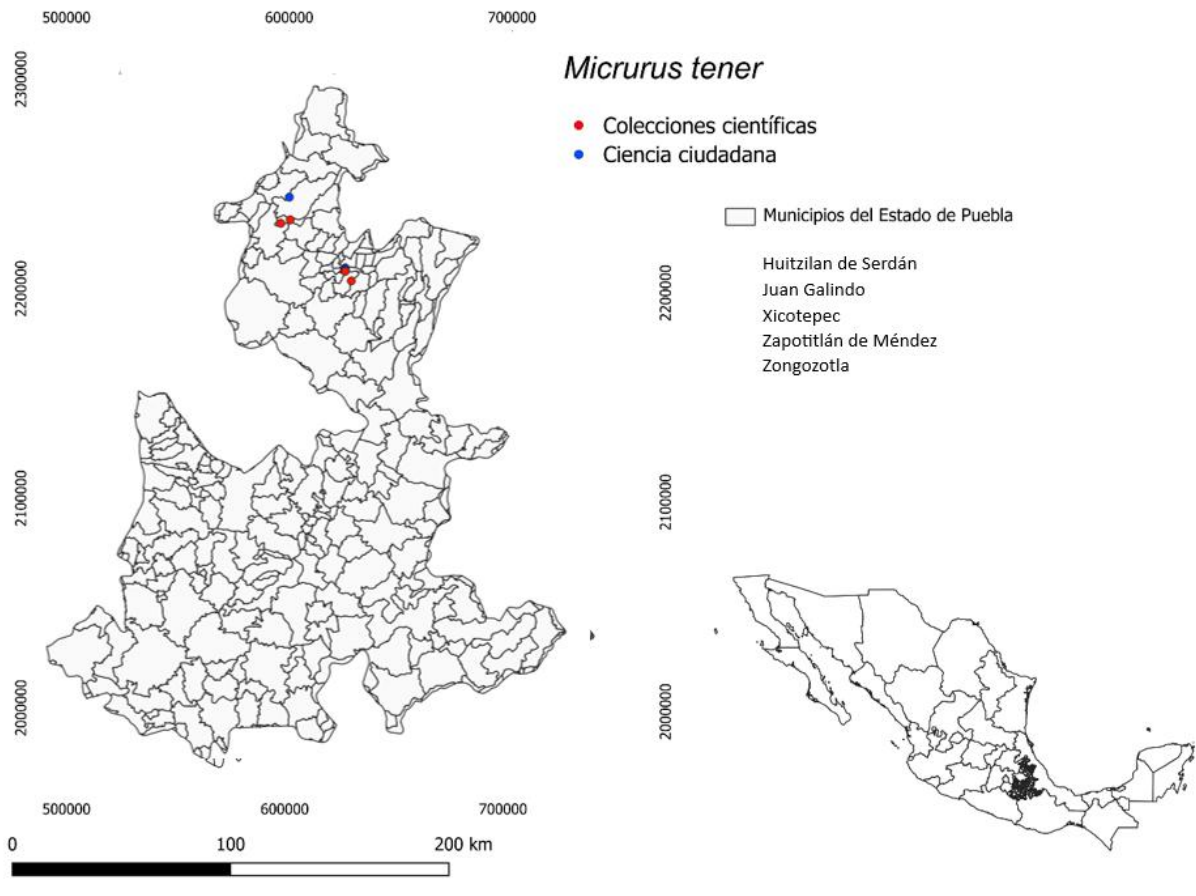 500000
600000
700000
2300000
2200000
2100000
2000000
Micrurus tener
Colecciones científicas
Ciencia ciudadana
Municipios del Estado de Puebla
Huitzilan de Serdán
Juan Galindo
Xicotepec
Zapotitlán de Méndez
Zongozotla
2200000
2100000
2000000
500000
600000
700000
0
100
200 km